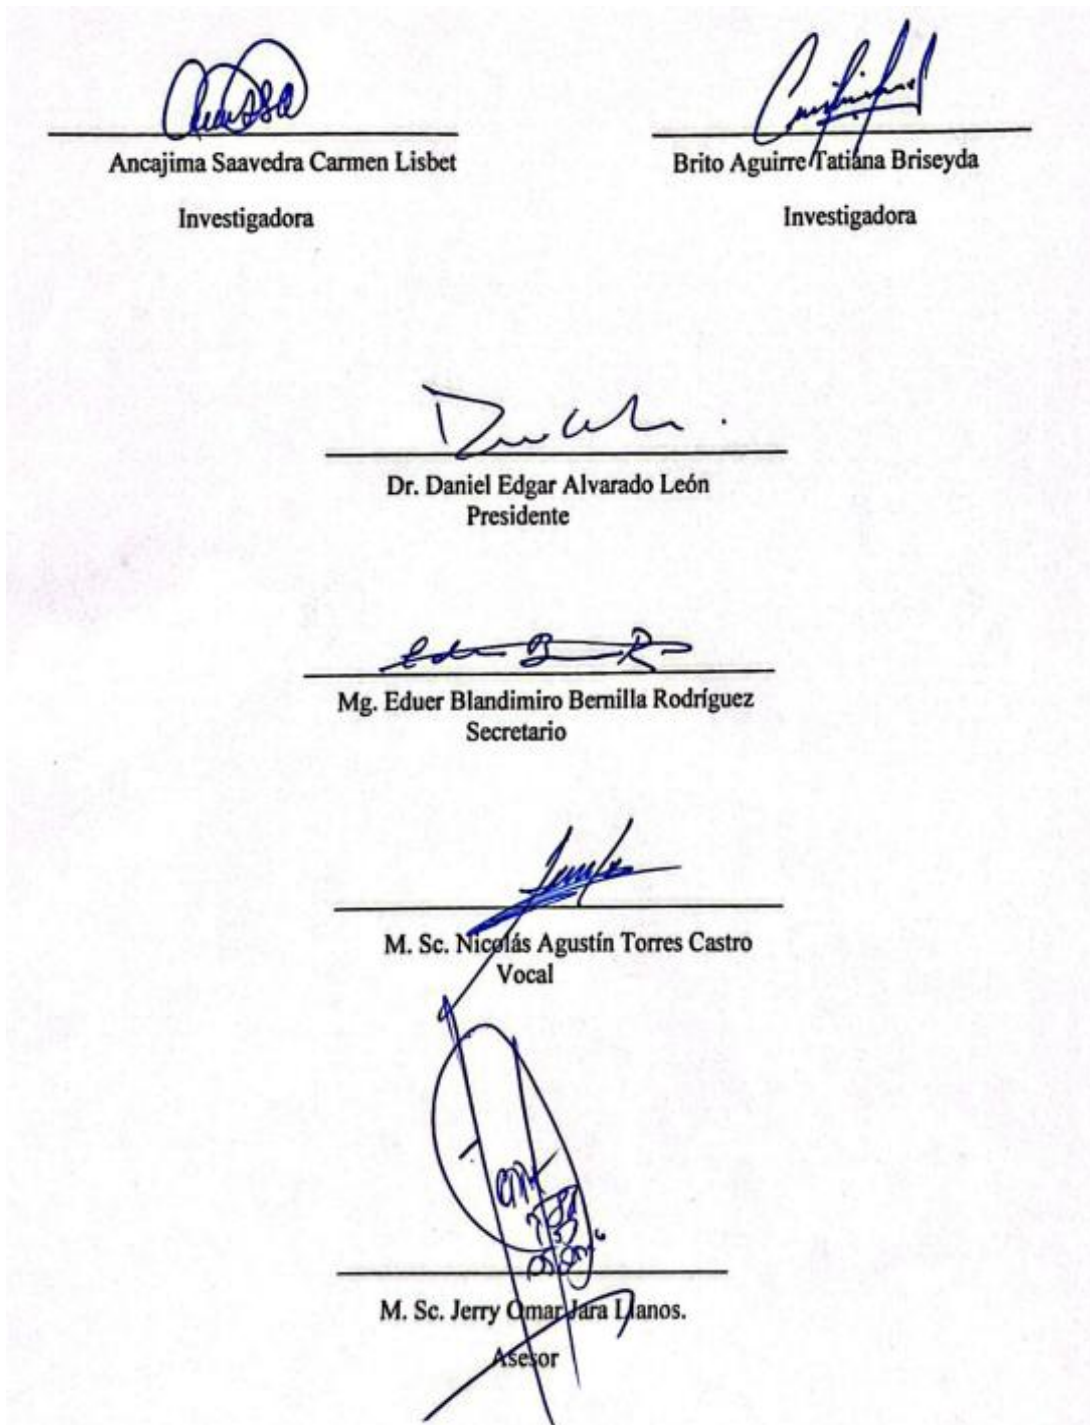 Ancajima Saavedra Carmen Lisbet
Investigadora
Brito Aguirre Tatiana Briseyda
Investigadora
Dr. Daniel Edgar Alvarado León
Presidente
Mg. Eduer Blandimiro Bernilla Rodríguez
Secretario
M. Sc. Nicolás Agustín Torres Castro
Vocal
M. Sc. Jerry Omar Jara Llanos.
Asesor